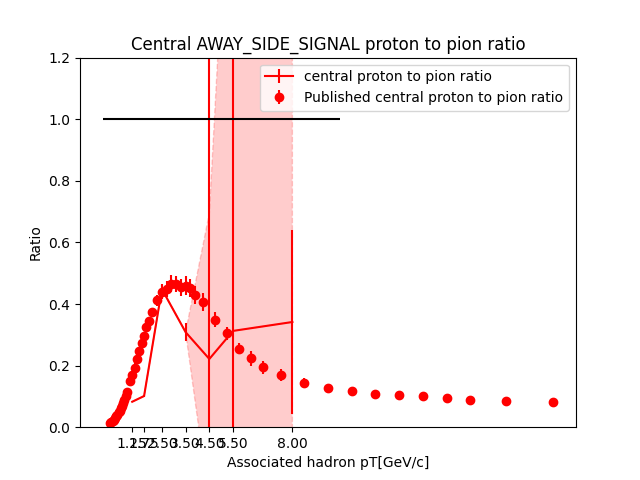 Central AWAY_SIDE_SIGNAL proton to pion ratio
central proton to pion ratio
Published central proton to pion ratio
1.2
1.0
0.8
0.6
0.4
0.2
0.0
Ratio
1.25 1.75 2.50 3.50 4.50 5.50 8.00
Associated hadron pT[GeV/c]